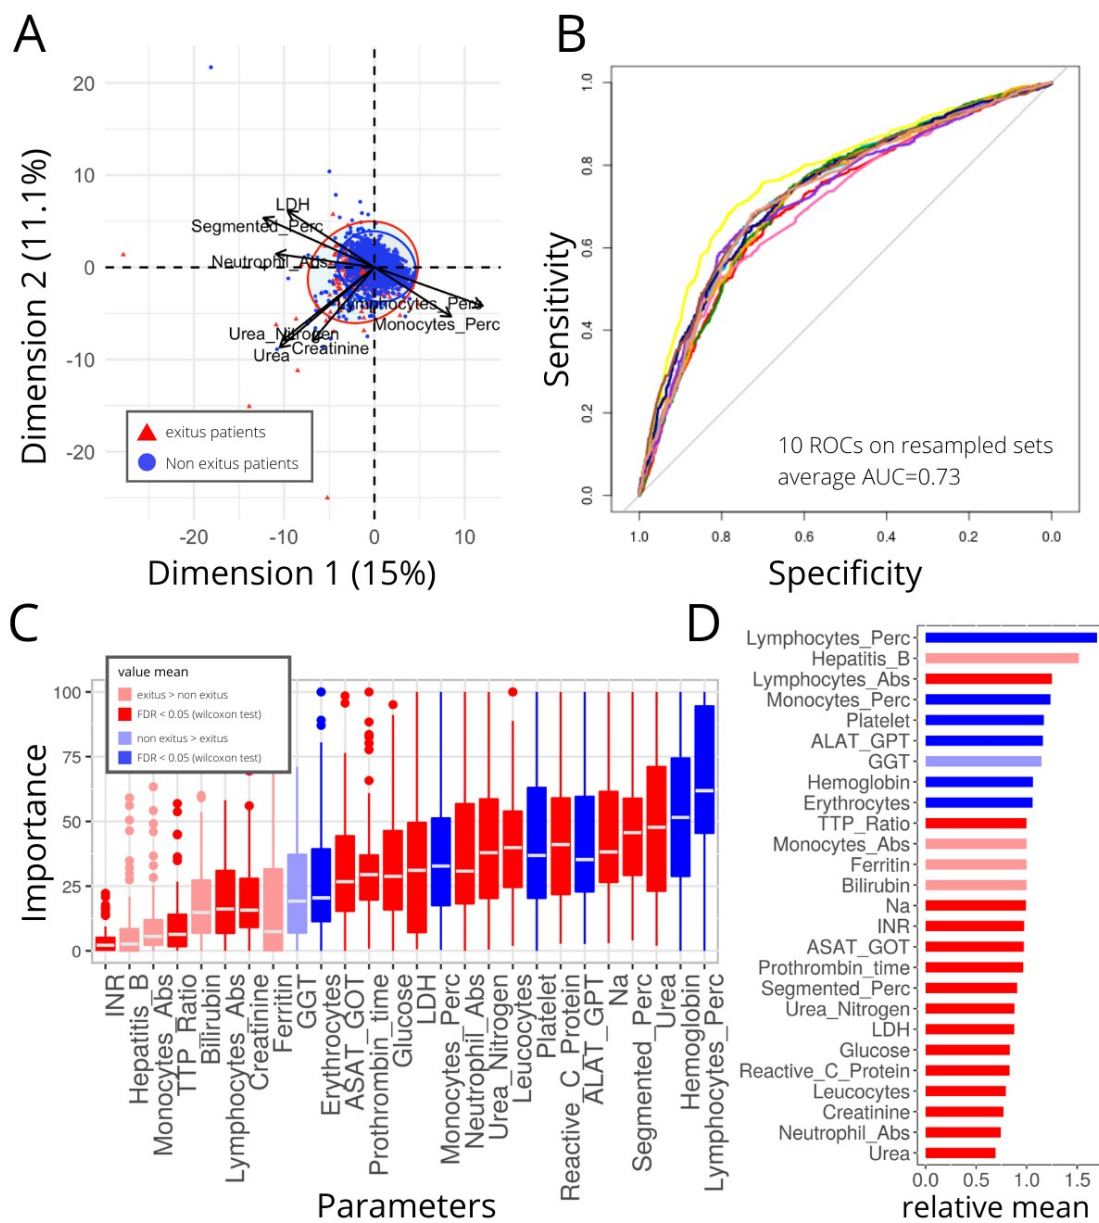 A
Dimension 2 (11.1%)
20
10
0
-10
-20
LDH
Segmented_Perc
Neutrophil_Abs
Lymphocytes_Perc
Monocytes_Perc
Urea_Nitrogen
Urea
Creatinine
exitus patients
Non exitus patients
-20
-10
0
10
Dimension 1 (15%)
B
Sensitivity
1.0
0.8
0.6
0.4
0.2
0.0
10 ROCs on resampled sets
average AUC=0.73
1.0
0.8
0.6
0.4
0.2
0.0
Specificity
C
value mean
exitus > non exitus
FDR < 0.05 (wilcoxon test)
non exitus > exitus
FDR < 0.05 (wilcoxon test)
Importance
100
75
50
25
0
INR
Hepatitis_B
Monocytes_Abs
TTP_Ratio
Bilirubin
Lymphocytes_Abs
Creatinine
Ferritin
GGT
Erythrocytes
ASAT_GOT
Prothrombin_time
Glucose
LDH
Monocytes_Perc
Neutrophil_Abs
Urea_Nitrogen
Leucocytes
Platelet
Reactive_C_Protein
ALAT_GPT
Na
Segmented_Perc
Urea
Hemoglobin
Lymphocytes_Perc
Parameters
D
Lymphocytes_Perc
Hepatitis_B
Lymphocytes_Abs
Monocytes_Perc
Platelet
ALAT_GPT
GGT
Hemoglobin
Erythrocytes
TTP_Ratio
Monocytes_Abs
Ferritin
Bilirubin
Na
INR
ASAT_GOT
Prothrombin_time
Segmented_Perc
Urea_Nitrogen
LDH
Glucose
Reactive_C_Protein
Leucocytes
Creatinine
Neutrophil_Abs
Urea
0.0
0.5
1.0
1.5
relative mean